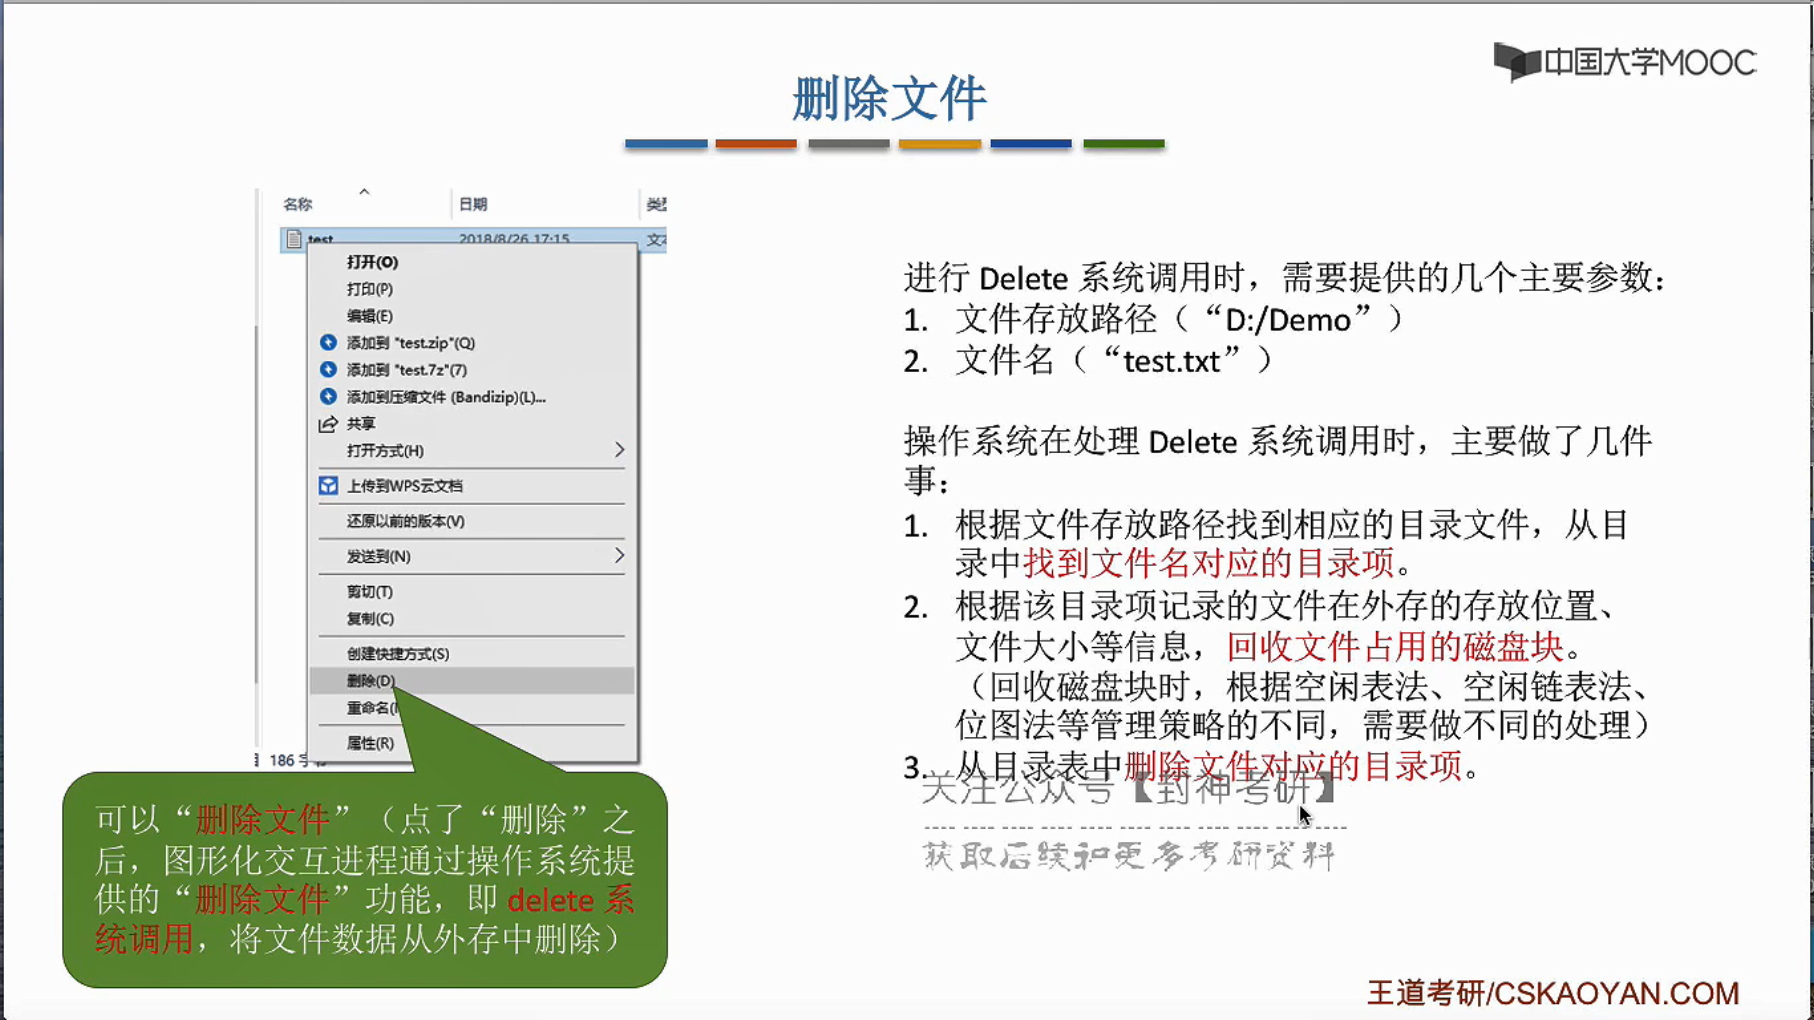 中国大学MOOC
删除文件
名称 日期
test 2018/8/26 17:15
打开(O)
打印(P)
编辑(E)
添加到 "test.zip"(Q)
添加到 "test.7z"(7)
添加到压缩文件 (Bandizip)(L)...
共享
打开方式(H)
上传到WPS云文档
还原以前的版本(V)
发送到(N)
剪切(T)
复制(C)
创建快捷方式(S)
删除(D)
重命名(
属性(R)
186
可以“删除文件”（点了“删除”之
后，图形化交互进程通过操作系统提
供的“删除文件”功能，即 delete 系
统调用，将文件数据从外存中删除）
进行 Delete 系统调用时，需要提供的几个主要参数：
1. 文件存放路径（“D:/Demo”）
2. 文件名（“test.txt”）
操作系统在处理 Delete 系统调用时，主要做了几件
事：
1. 根据文件存放路径找到相应的目录文件，从目
录中找到文件名对应的目录项。
2. 根据该目录项记录的文件在外存的存放位置、
文件大小等信息，回收文件占用的磁盘块。
（回收磁盘块时，根据空闲表法、空闲链表法、
位图法等管理策略的不同，需要做不同的处理）
3. 从目录表中删除文件对应的目录项。
关注公众号【封神考研】
获取后续和更多考研资料
王道考研/CSKAOYAN.COM